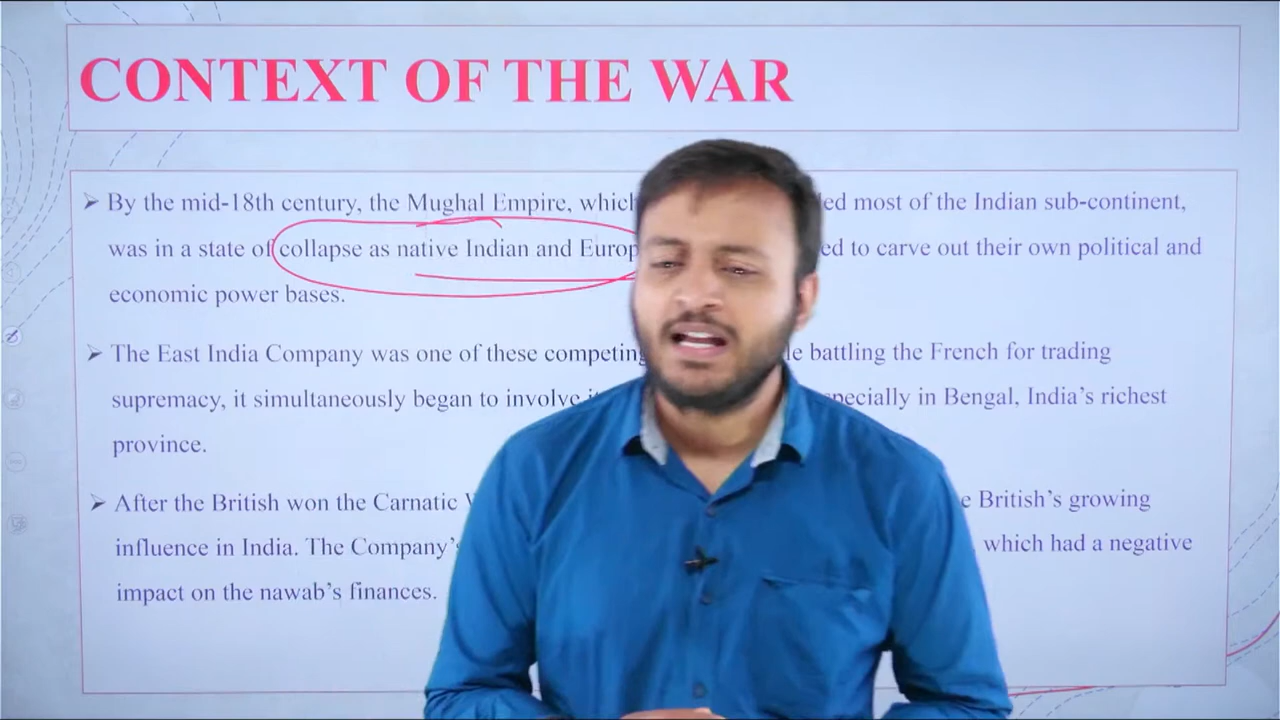 CONTEXT OF THE WAR
➤ By the mid-18th century, the Mughal Empire, which most of the Indian sub-continent,
was in a state of collapse as native Indian and to carve out their own political and
economic power bases.
➤ The East India Company was one of these competing battling the French for trading
supremacy, it simultaneously began to involve especially in Bengal, India's richest
province.
➤ After the British won the Carnatic British's growing
influence in India. The Company's which had a negative
impact on the nawab's finances.